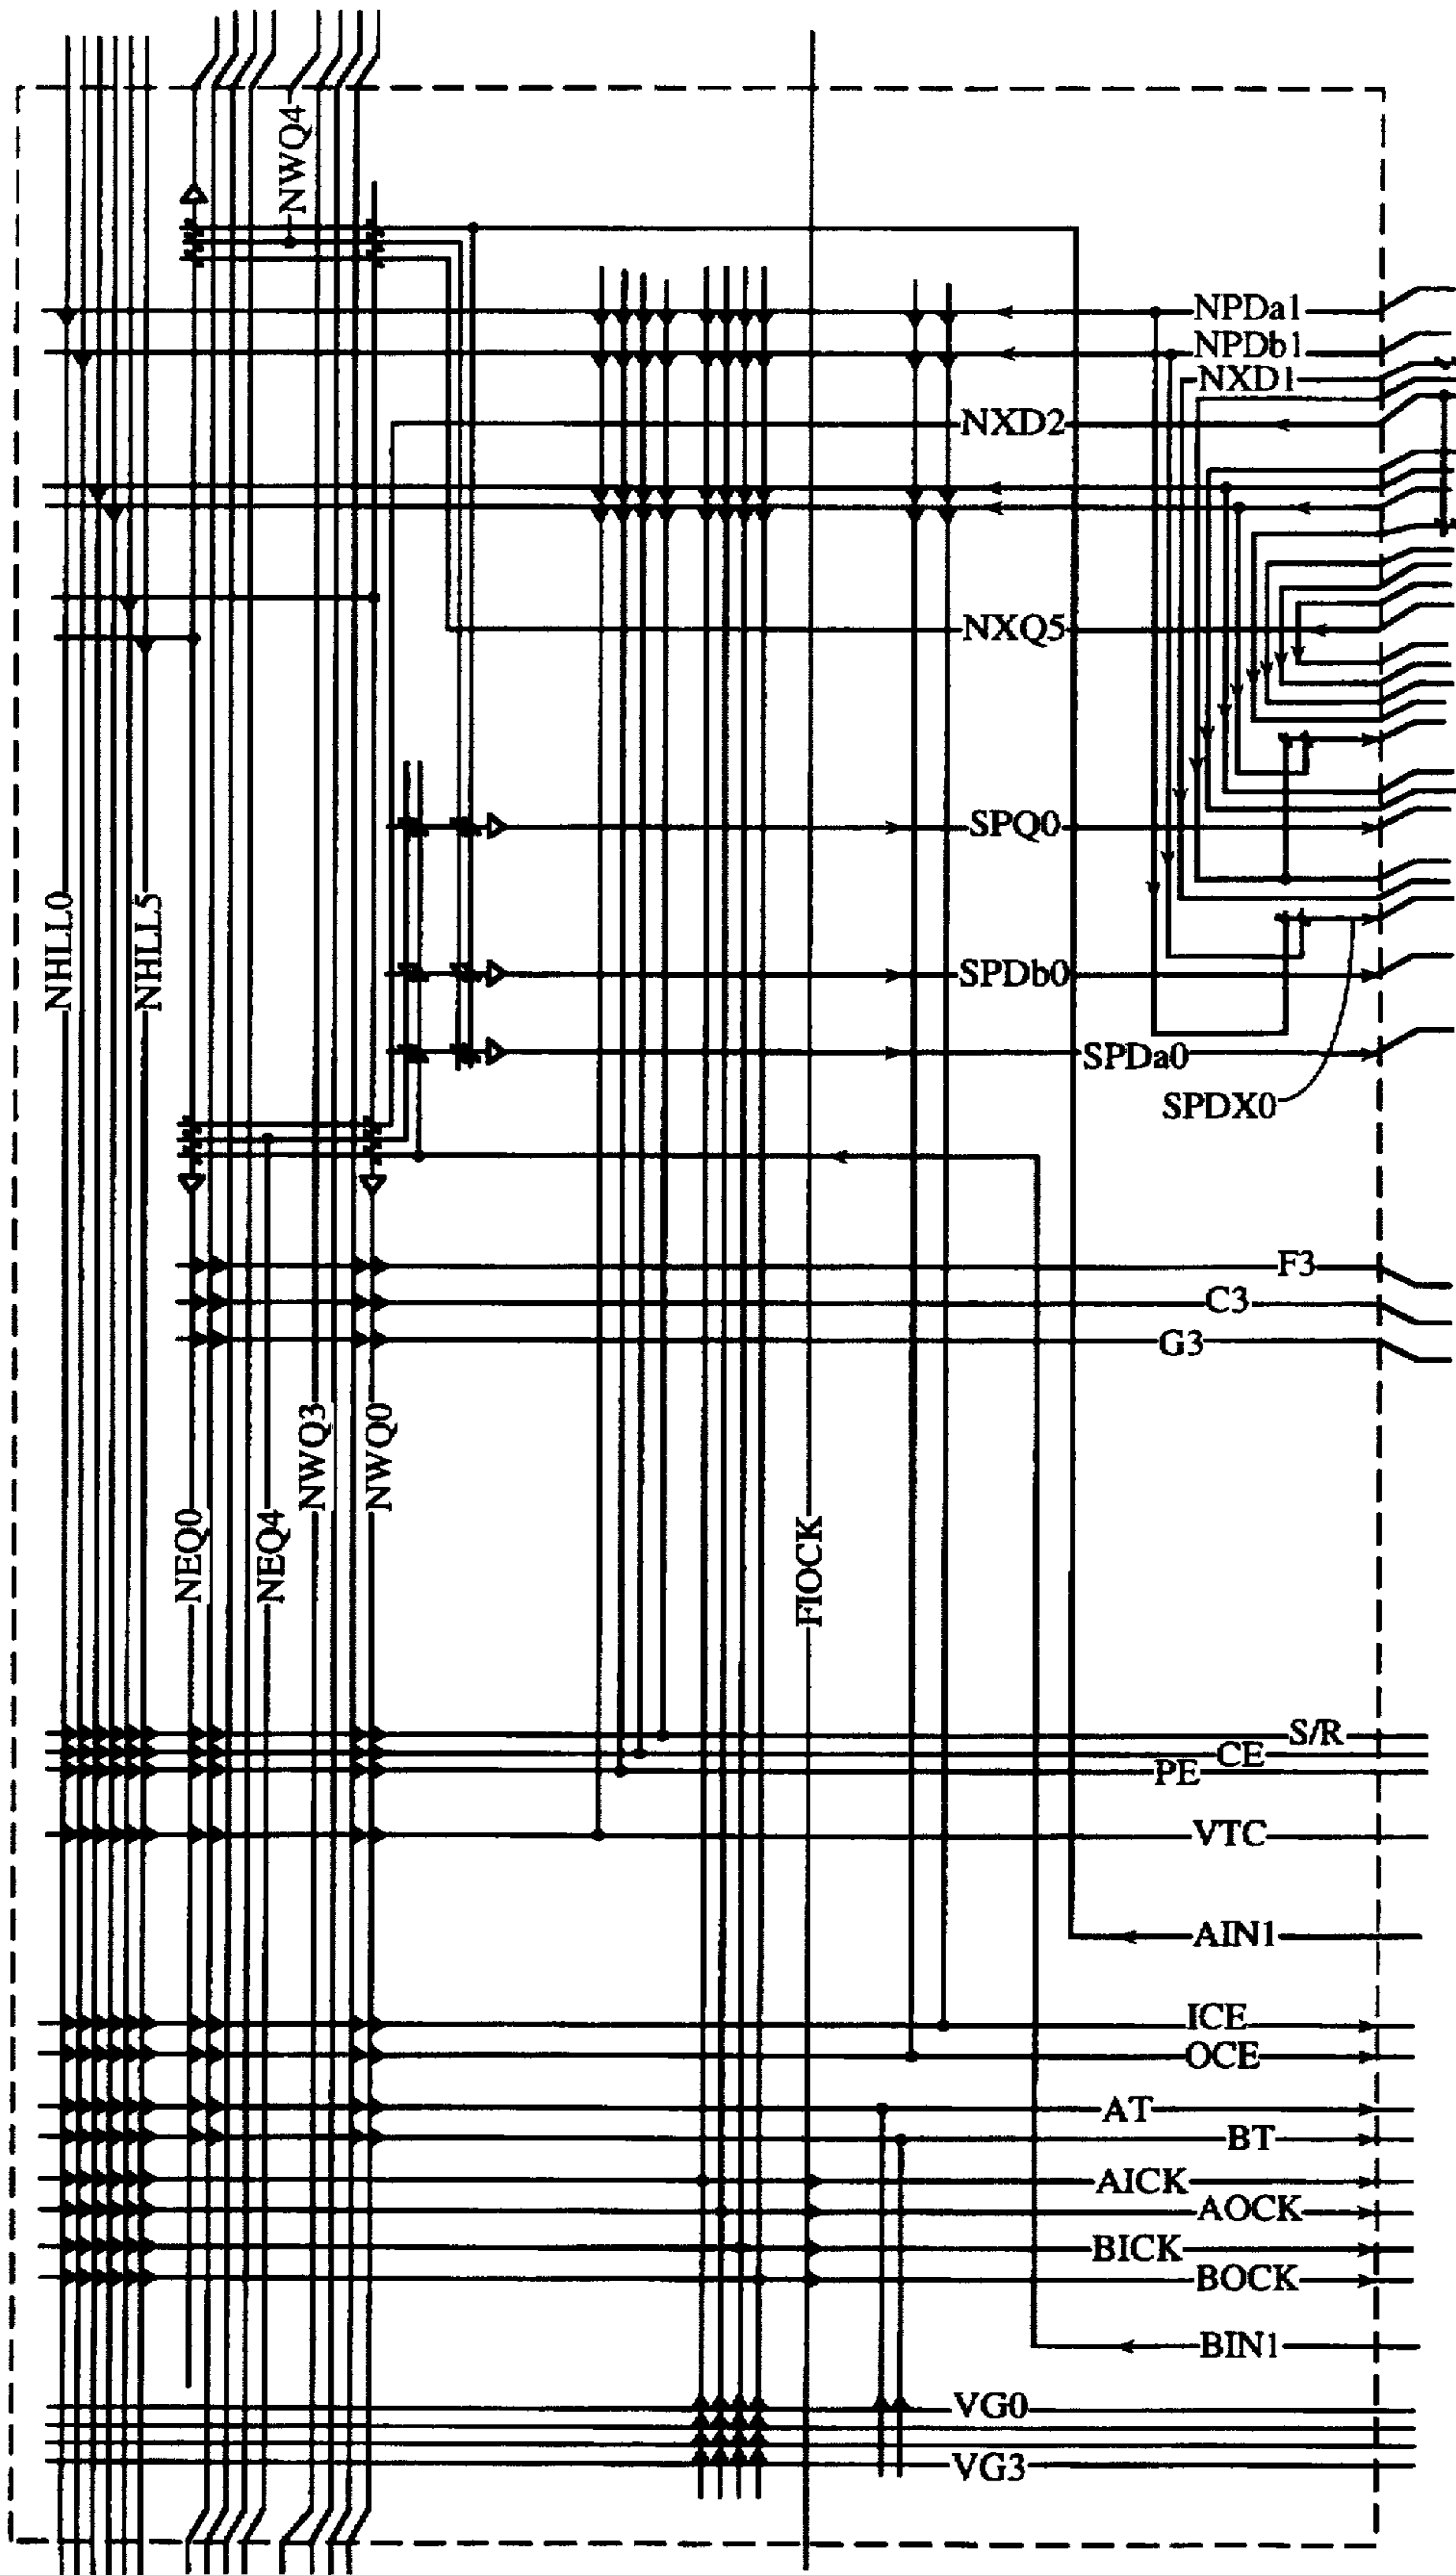 NWQ4
NPDa1
NPDb1
NXD1
NXD2
NXQ5
SPQ0
NHLL0
NHLL5
SPDb0
SPDa0
SPDX0
F3
C3
G3
NWQ3
NWQ0
NEQ0
NEQ4
FIOCK
S/R
CE
PE
VTC
AIN1
ICE
OCE
AT
BT
AICK
AOCK
BICK
BOCK
BIN1
VG0
VG3